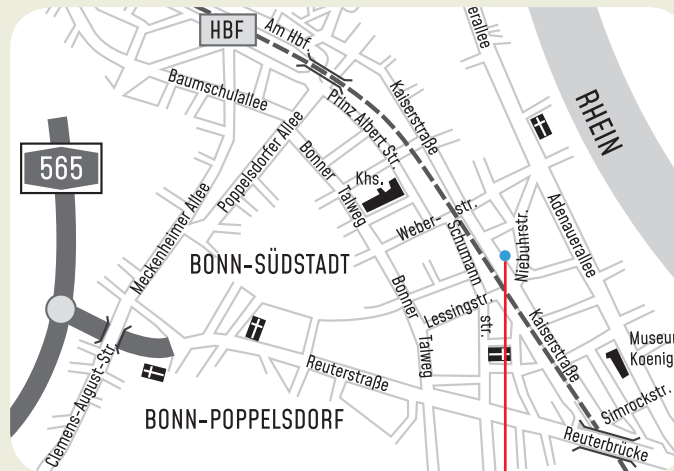 HBF
Am Hbf.
erallee
Baumschulallee
Prinz Albert Str.
Kaiserstraße
RHEIN
565
Poppelsdorfer Allee
Bonner
Talweg
Khs.
Meckenheimer Allee
Weber-
str.
Schumann
str.
Niebuhrstr.
Adenauerallee
BONN-SÜDSTADT
Bonner
Talweg
Lessingstr.
Kaiserstraße
Museum
Koenig
Reuterstraße
Simrockstr.
Clemens-August-Str.
BONN-POPPELSDORF
Reuterbrücke